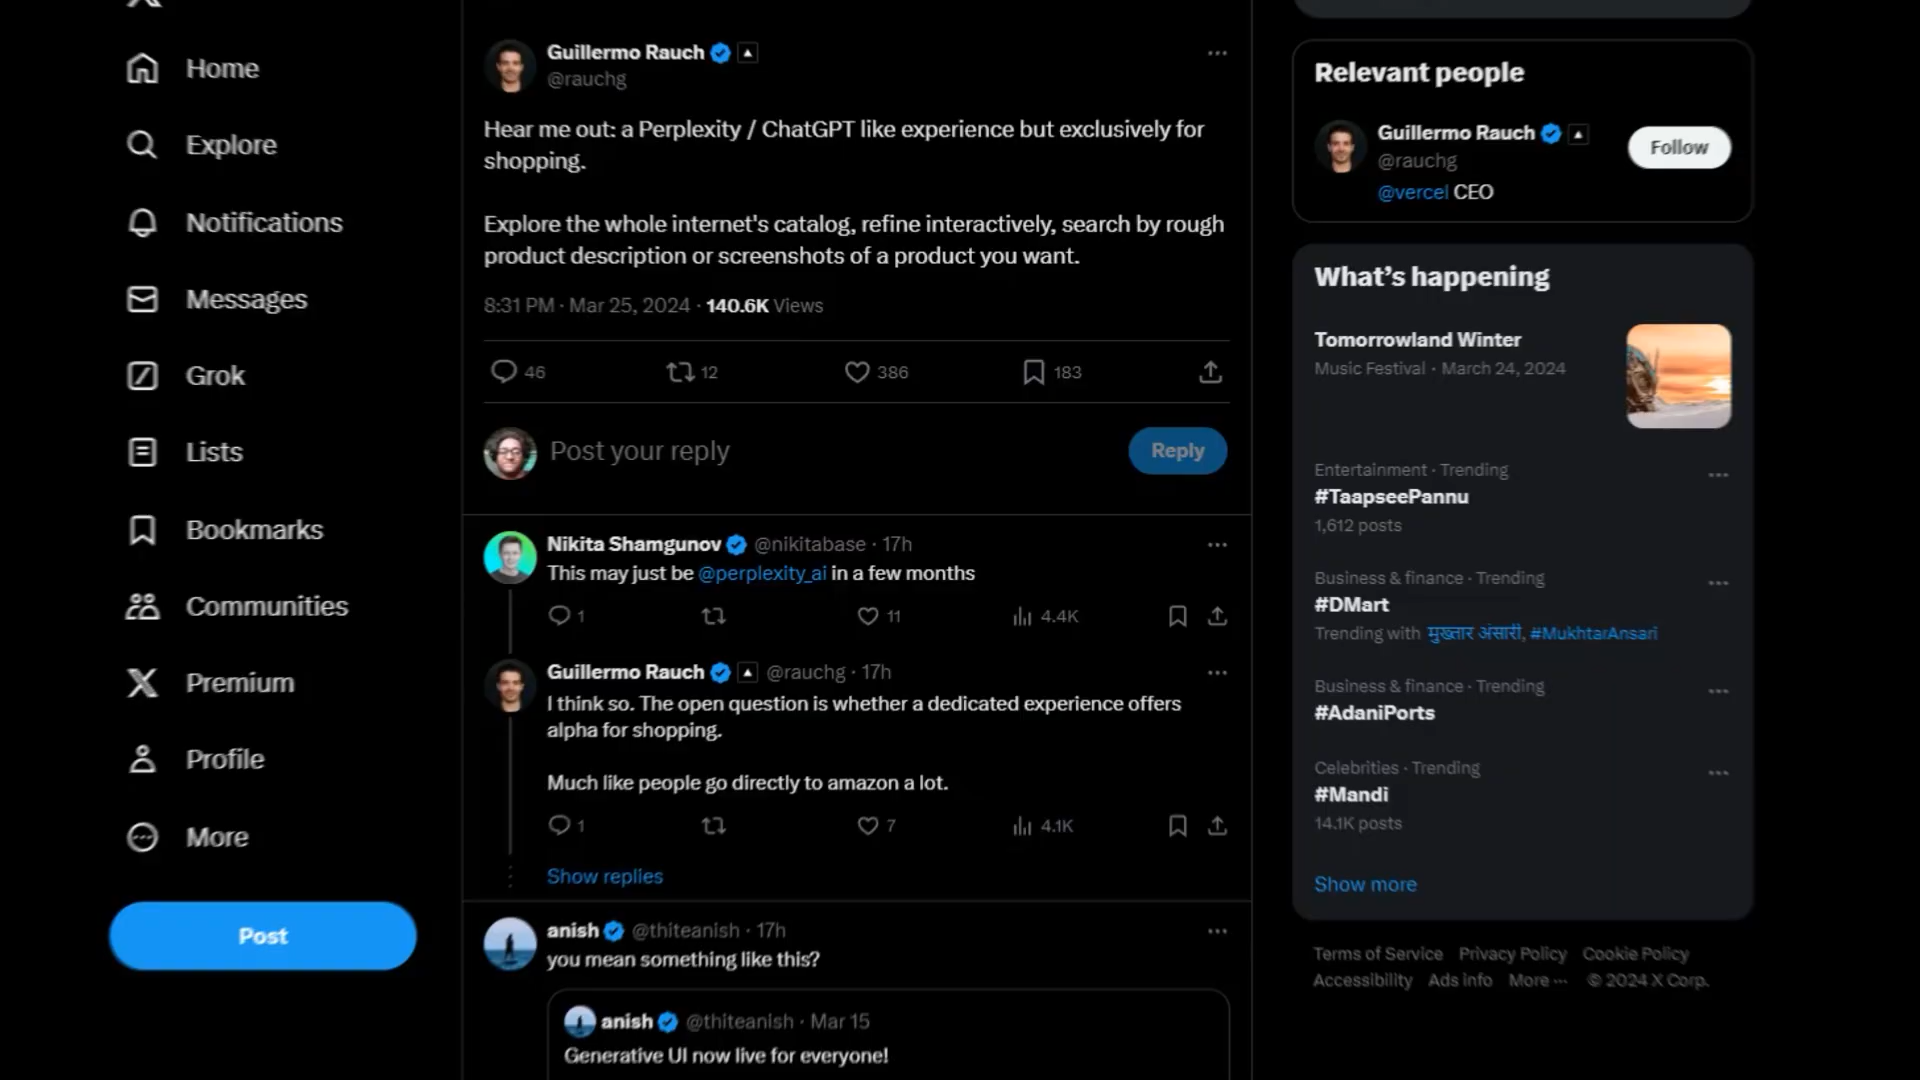 Home
Explore
Notifications
Messages
Grok
Lists
Bookmarks
Communities
Premium
Profile
More
Post
Guillermo Rauch
@rauchg
Hear me out: a Perplexity / ChatGPT like experience but exclusively for
shopping.
Explore the whole internet's catalog, refine interactively, search by rough
product description or screenshots of a product you want.
8:31 PM · Mar 25, 2024 · 140.6K Views
46 12 386 183
Post your reply
Reply
Nikita Shamgunov @nikitabase · 17h
This may just be @perplexity_ai in a few months
1 11 4.4K
Guillermo Rauch @rauchg · 17h
I think so. The open question is whether a dedicated experience offers
alpha for shopping.
Much like people go directly to amazon a lot.
1 7 4.1K
Show replies
anish @thiteanish · 17h
you mean something like this?
anish @thiteanish · Mar 15
Generative UI now live for everyone!
Relevant people
Guillermo Rauch
@rauchg
Follow
@vercel CEO
What's happening
Tomorrowland Winter
Music Festival · March 24, 2024
Entertainment · Trending
#TaapseePannu
1,612 posts
Business & finance · Trending
#DMart
Trending with मुख्तार अंसारी, #MukhtarAnsari
Business & finance · Trending
#AdaniPorts
Celebrities · Trending
#Mandi
14.1K posts
Show more
Terms of Service Privacy Policy Cookie Policy
Accessibility Ads info More ··· © 2024 X Corp.